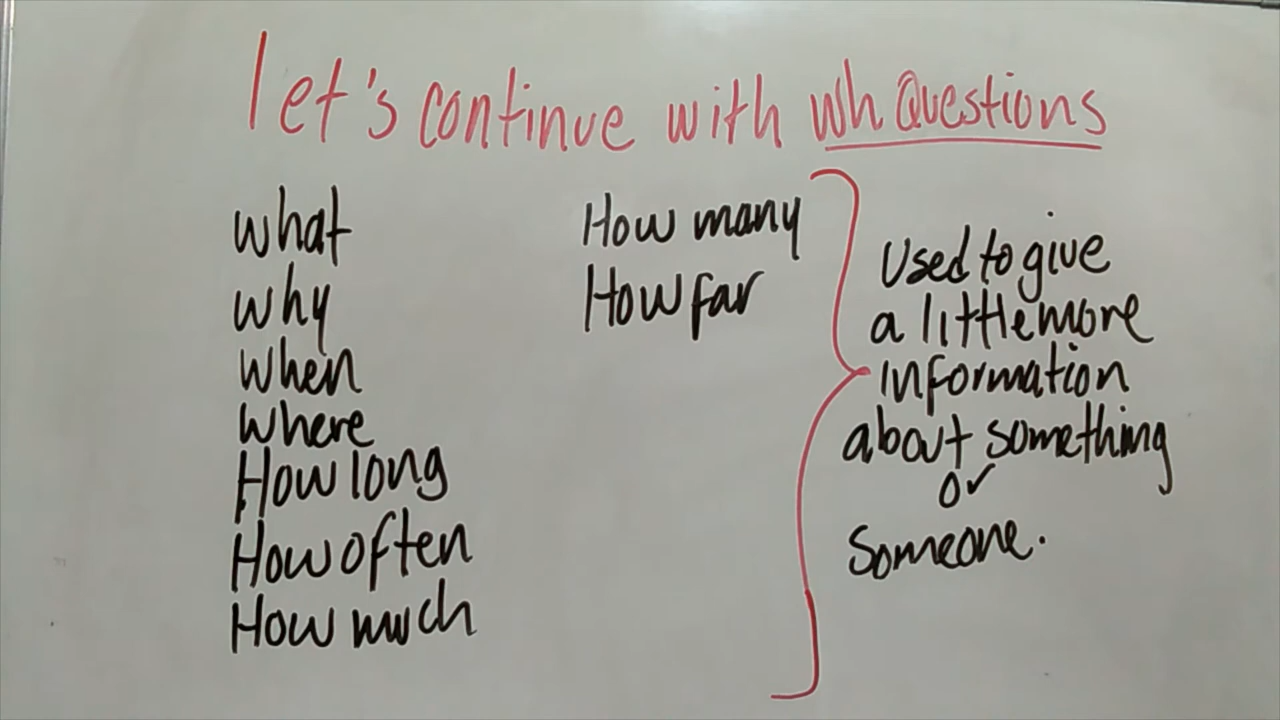 let's continue with Wh Questions
what
why
when
where
How long
How often
How much
How many
How far
Used to give
a little more
information
about something
or
Someone.